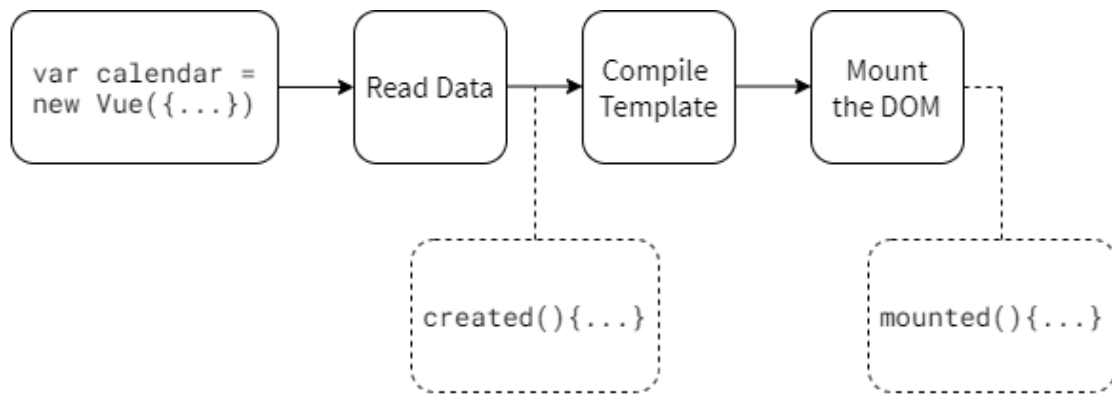 var calendar =
new Vue({...})
Read Data
Compile
Template
Mount
the DOM
created(){...}
mounted(){...}